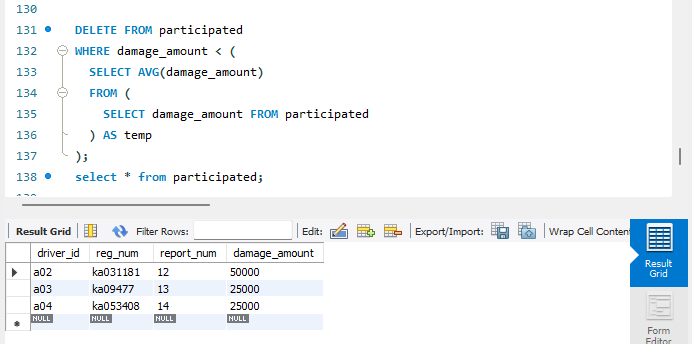 130
131 DELETE FROM participated
132 WHERE damage_amount < (
133 SELECT AVG(damage_amount)
134 FROM (
135 SELECT damage_amount FROM participated
136 ) AS temp
137 );
138 select * from participated;
Result Grid Filter Rows: Edit: Export/Import: Wrap Cell Conten
driver_id reg_num report_num damage_amount
a02 ka031181 12 50000
a03 ka09477 13 25000
a04 ka053408 14 25000
NULL NULL NULL NULL
Result
Grid
Form
Editor